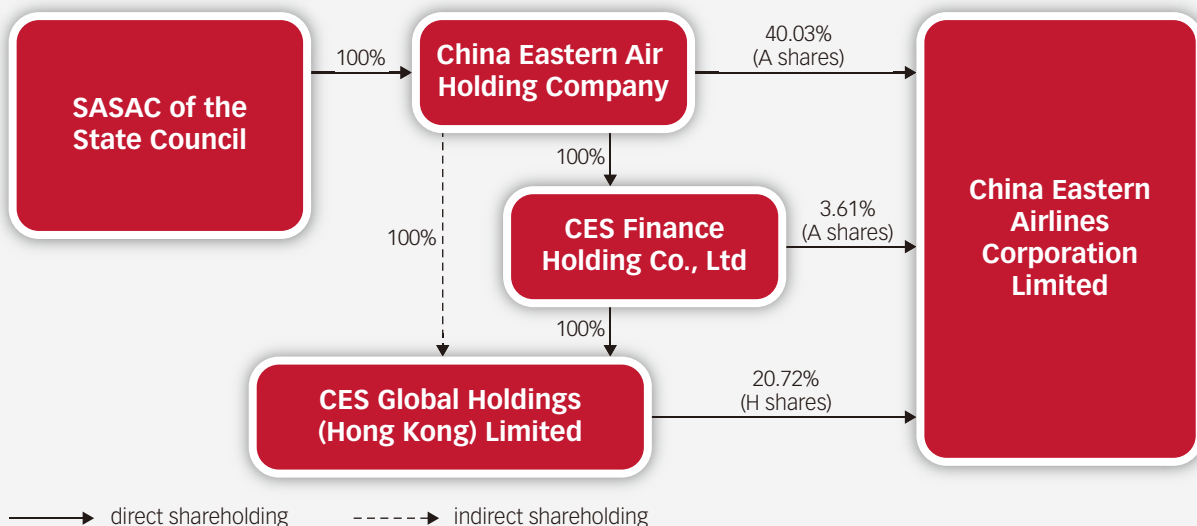 SASAC of the
State Council
100%
China Eastern Air
Holding Company
40.03%
(A shares)
100%
100%
CES Finance
Holding Co., Ltd
3.61%
(A shares)
100%
CES Global Holdings
(Hong Kong) Limited
20.72%
(H shares)
China Eastern
Airlines
Corporation
Limited
direct shareholding
indirect shareholding